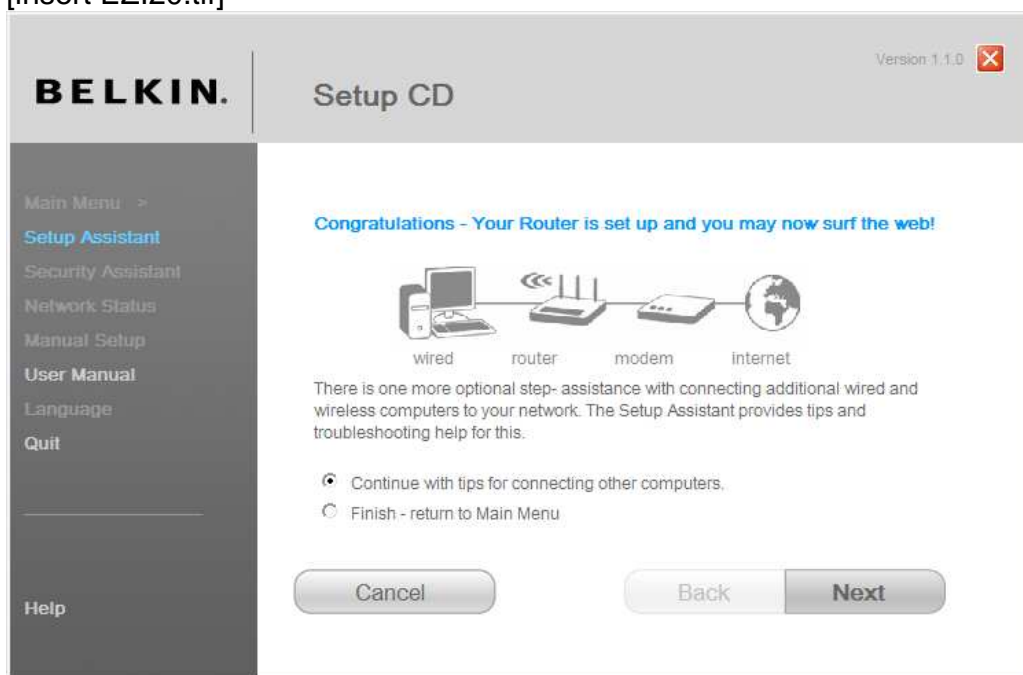 BELKIN.
Setup CD
Version 1.1.0
Main Menu >
Setup Assistant
Security Assistant
Network Status
Manual Setup
User Manual
Language
Quit
Help
Congratulations - Your Router is set up and you may now surf the web!
wired router modem internet
There is one more optional step- assistance with connecting additional wired and
wireless computers to your network. The Setup Assistant provides tips and
troubleshooting help for this.
Continue with tips for connecting other computers.
Finish - return to Main Menu
Cancel
Back
Next